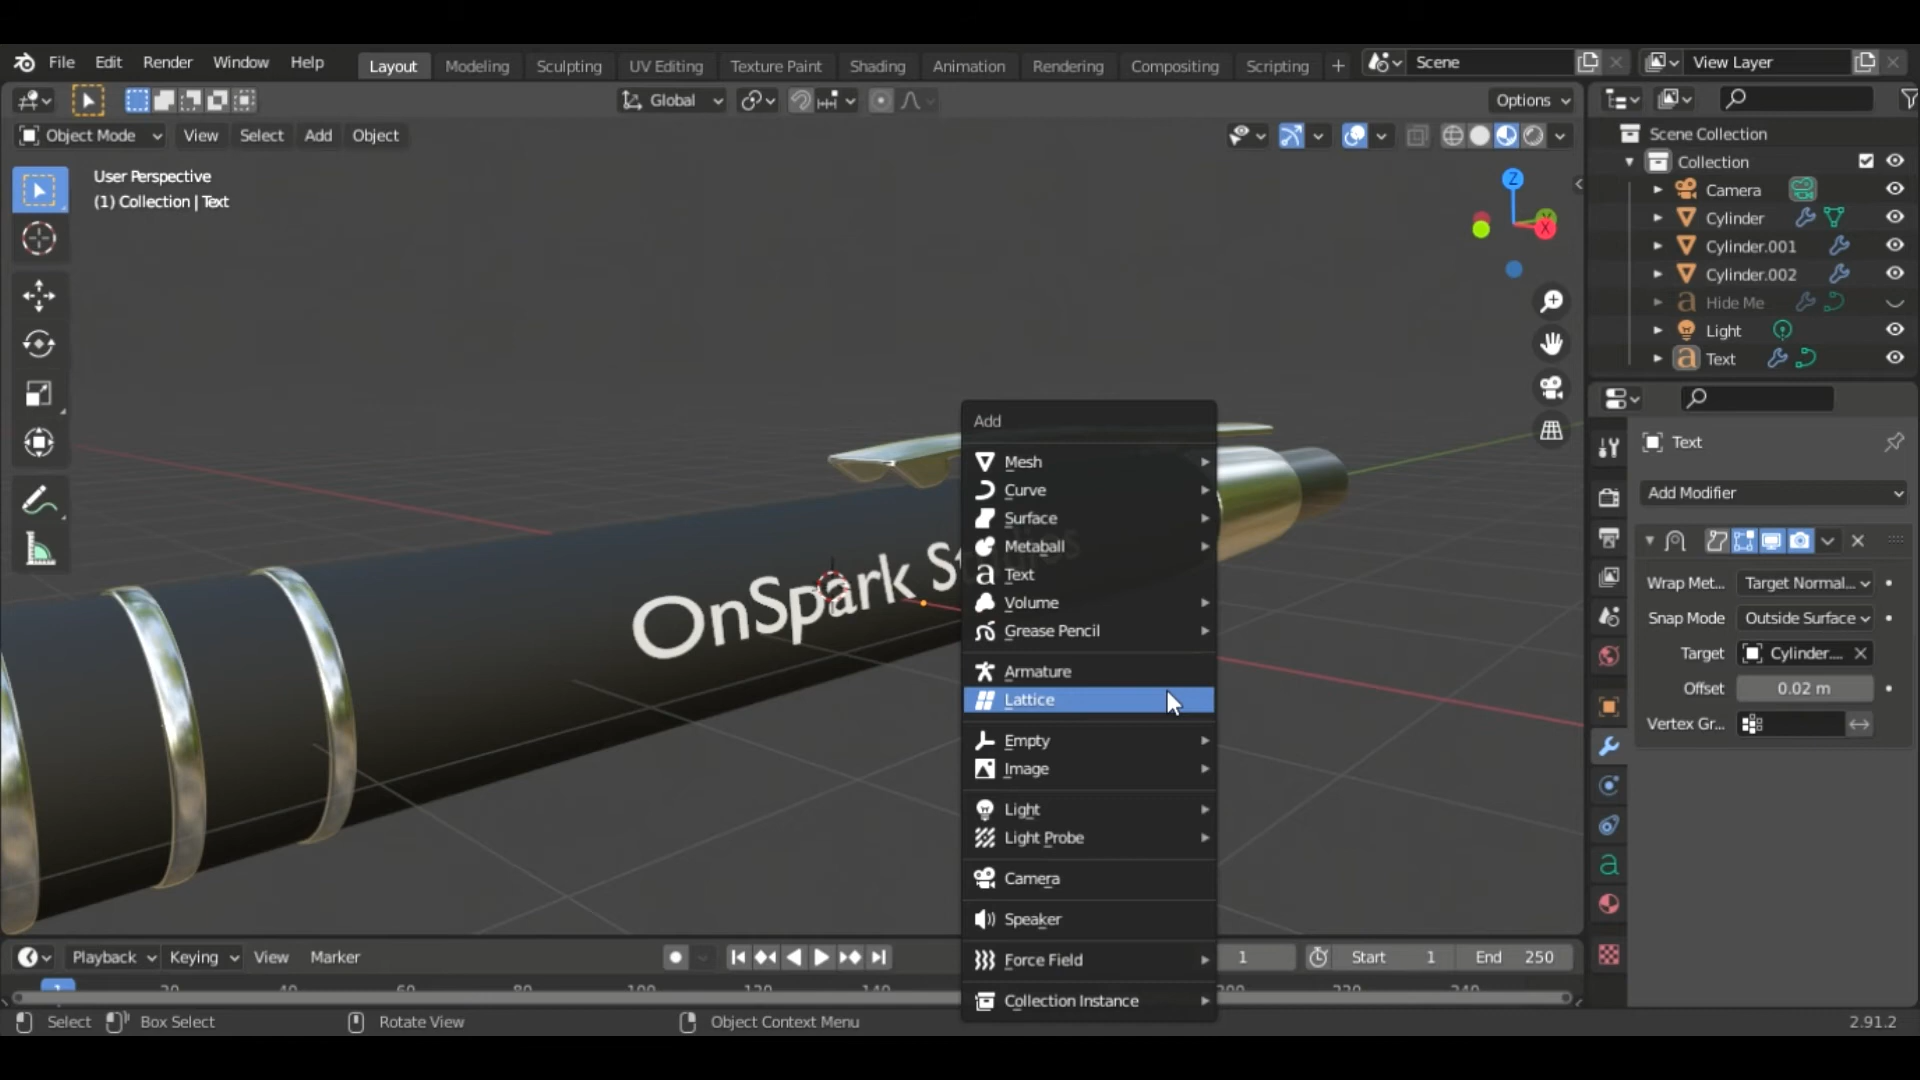 File Edit Render Window Help Layout Modeling Sculpting UV Editing Texture Paint Shading Animation Rendering Compositing Scripting + Scene View Layer
Global Options
Object Mode View Select Add Object
User Perspective
(1) Collection | Text
Z
X
Scene Collection
Collection
Camera
Cylinder
Cylinder.001
Cylinder.002
Hide Me
Light
Text
Text
Add Modifier
Wrap Met... Target Normal...
Snap Mode Outside Surface
Target Cylinder....
Offset 0.02 m
Vertex Gr...
OnSpark Studios
Add
Mesh
Curve
Surface
Metaball
Text
Volume
Grease Pencil
Armature
Lattice
Empty
Image
Light
Light Probe
Camera
Speaker
Force Field
Collection Instance
Playback Keying View Marker 1 Start 1 End 250
1
Select Box Select Rotate View Object Context Menu 2.91.2